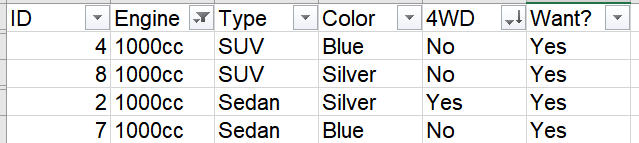 ID Engine Type Color 4WD Want?
4 1000cc SUV Blue No Yes
8 1000cc SUV Silver No Yes
2 1000cc Sedan Silver Yes Yes
7 1000cc Sedan Blue No Yes